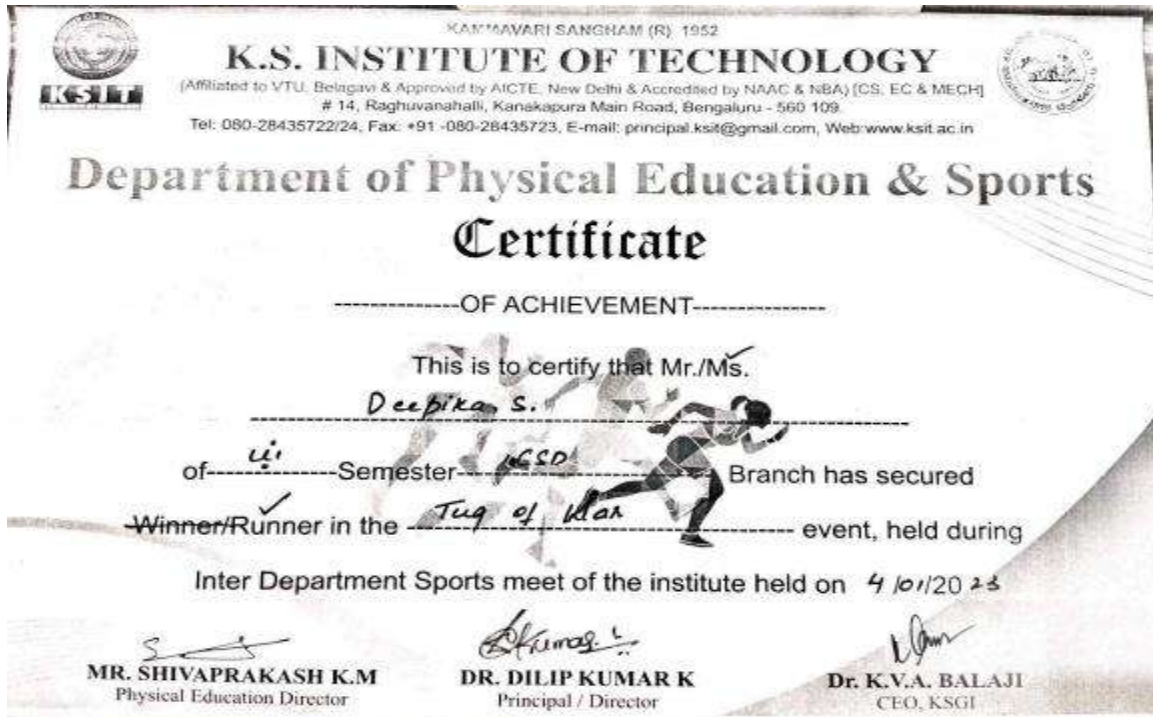 KAMMAVARI SANGHAM (R) 1952
K.S. INSTITUTE OF TECHNOLOGY
KSIT
(Affiliated to VTU, Belagavi & Approved by AICTE, New Delhi & Accredited by NAAC & NBA) [CS, EC & MECH]
# 14, Raghuvanahalli, Kanakapura Main Road, Bengaluru - 560 109.
Tel: 080-28435722/24, Fax: +91 -080-28435723, E-mail: principal.ksit@gmail.com, Web:www.ksit.ac.in
Department of Physical Education & Sports
Certificate
--------------OF ACHIEVEMENT---------------
This is to certify that Mr./Ms.
Deepika S.
of Semester CSD Branch has secured
Winner/Runner in the Tug of War event, held during
Inter Department Sports meet of the institute held on 4/01/2023
MR. SHIVAPRAKASH K.M DR. DILIP KUMAR K Dr. K.V.A. BALAJI
Physical Education Director Principal / Director CEO, KSGI